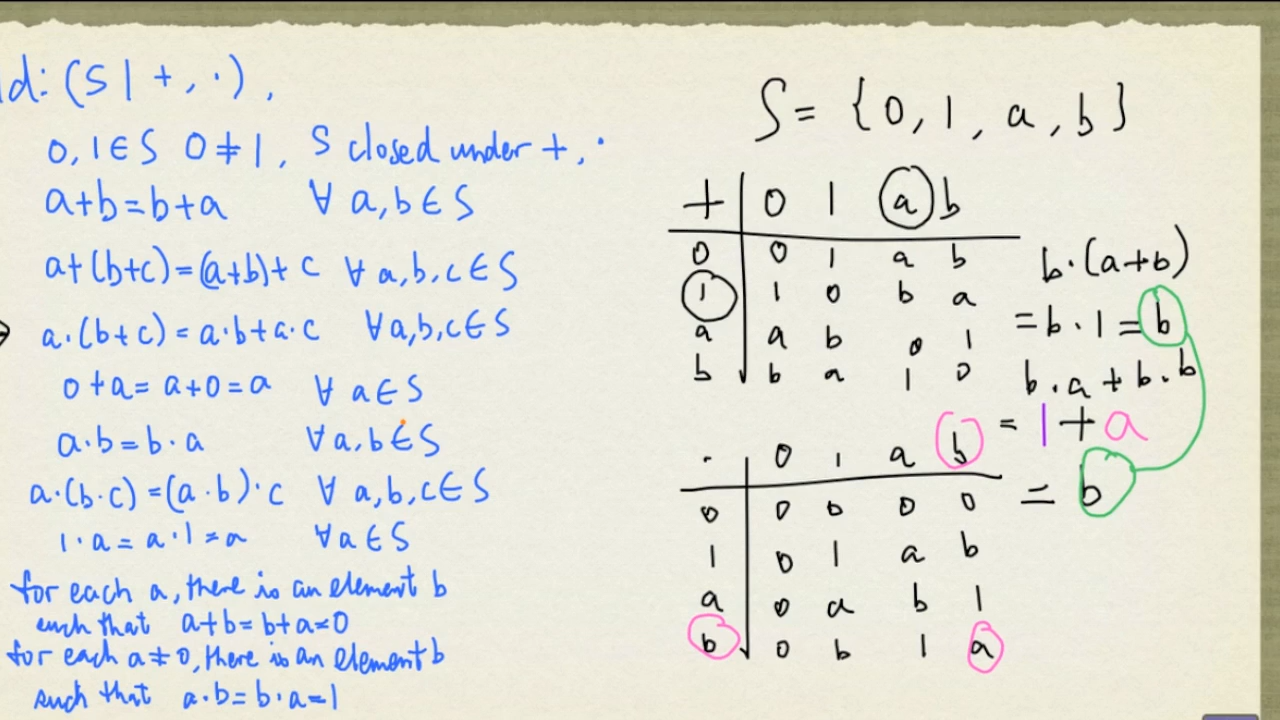 d: (S | +, ·),
0, 1 ∈ S 0 ≠ 1, S closed under +, ·
a+b=b+a ∀ a, b ∈ S
a+(b+c)=(a+b)+c ∀ a, b, c ∈ S
a·(b+c)=a·b+a·c ∀ a, b, c ∈ S
0+a=a+0=a ∀ a ∈ S
a·b=b·a ∀ a, b ∈ S
a·(b·c)=(a·b)·c ∀ a, b, c ∈ S
1·a=a·1=a ∀ a ∈ S
for each a, there is an element b
such that a+b=b+a=0
for each a≠0, there is an element b
such that a·b=b·a=1
S = {0, 1, a, b}
+ 0 1 a b
0 0 1 a b
1 1 0 b a
a a b 0 1
b b a 1 0
· 0 1 a b
0 0 0 0 0
1 0 1 a b
a 0 a b 1
b 0 b 1 a
b·(a+b)
=b·1=b
b·a+b·b
=1+a
=b